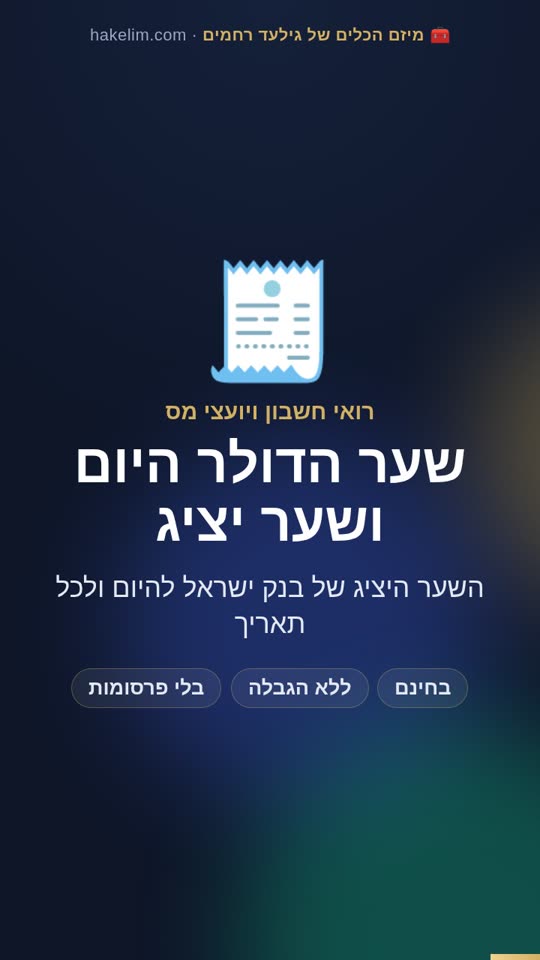 🧰 מיזם הכלים של גילעד רחמים · hakelim.com
רואי חשבון ויועצי מס
שער הדולר היום
ושער יציג
השער היציג של בנק ישראל להיום ולכל
תאריך
בחינם
ללא הגבלה
בלי פרסומות